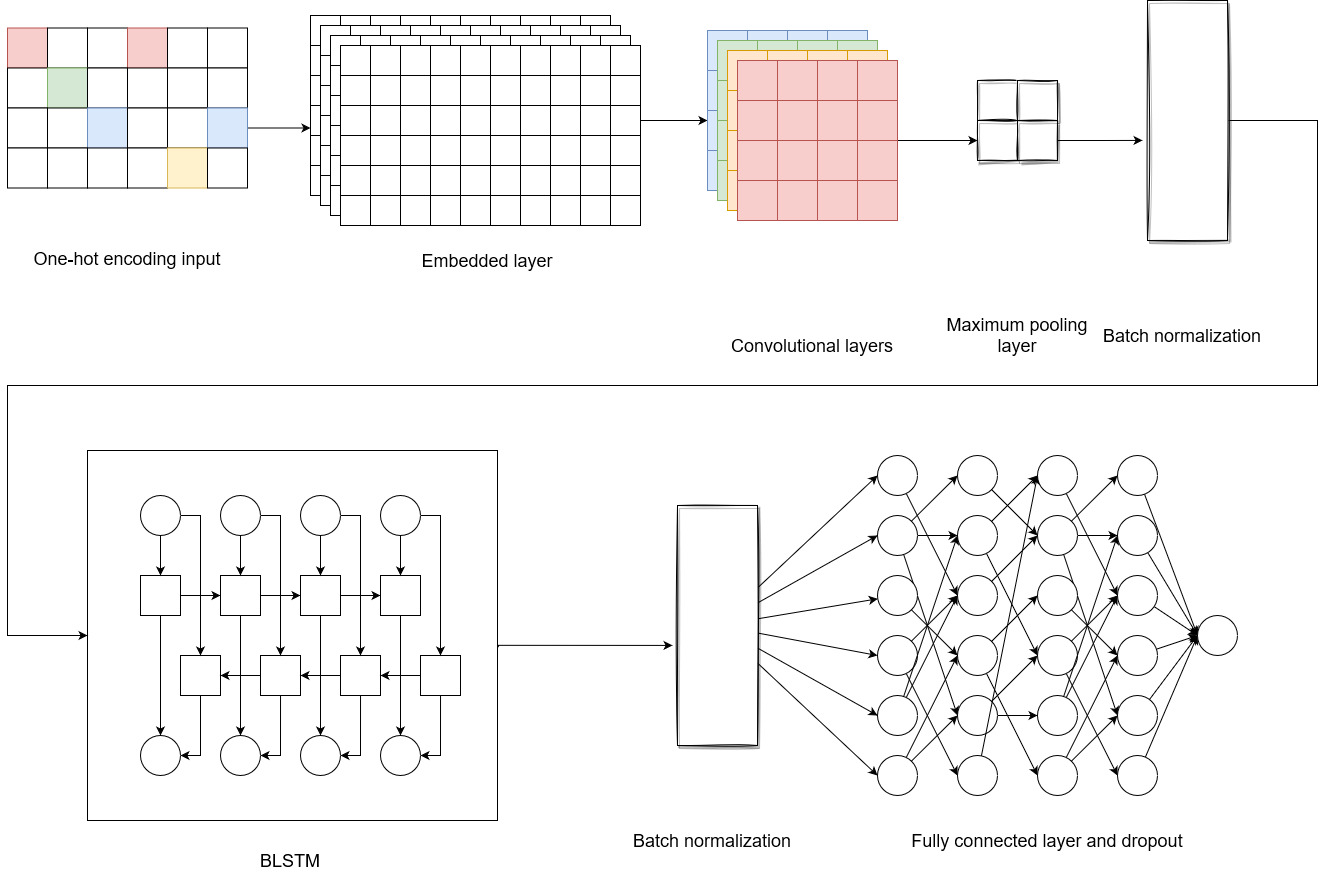 One-hot encoding input
Embedded layer
Convolutional layers
Maximum pooling
layer
Batch normalization
BLSTM
Batch normalization
Fully connected layer and dropout